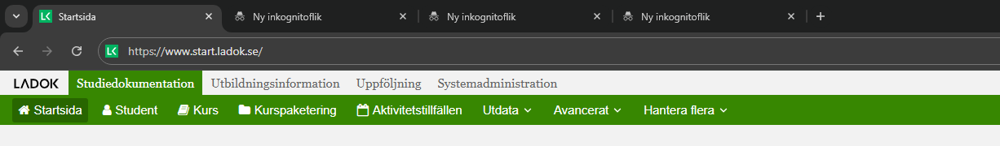 Startsida Ny inkognitoflik Ny inkognitoflik Ny inkognitoflik
https://www.start.ladok.se/
LADOK Studiedokumentation Utbildningsinformation Uppföljning Systemadministration
Startsida Student Kurs Kurspaketering Aktivitetstillfällen Utdata Avancerat Hantera flera